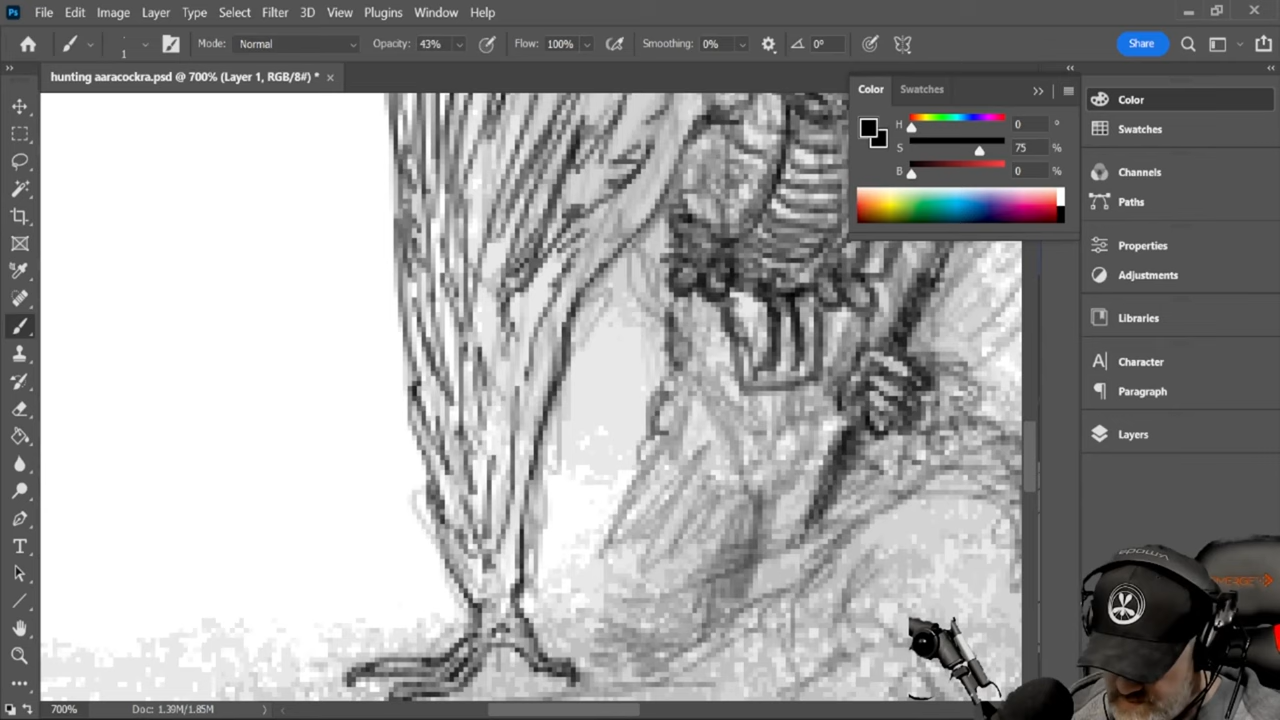 Ps File Edit Image Layer Type Select Filter 3D View Plugins Window Help
1 Mode: Normal Opacity: 43% Flow: 100% Smoothing: 0% 0° Share
hunting aaracockra.psd @ 700% (Layer 1, RGB/8#) * ×
Color Swatches
H 0 °
S 75 %
B 0 %
Color
Swatches
Channels
Paths
Properties
Adjustments
Libraries
Character
Paragraph
Layers
700% Doc: 1.39M/1.85M